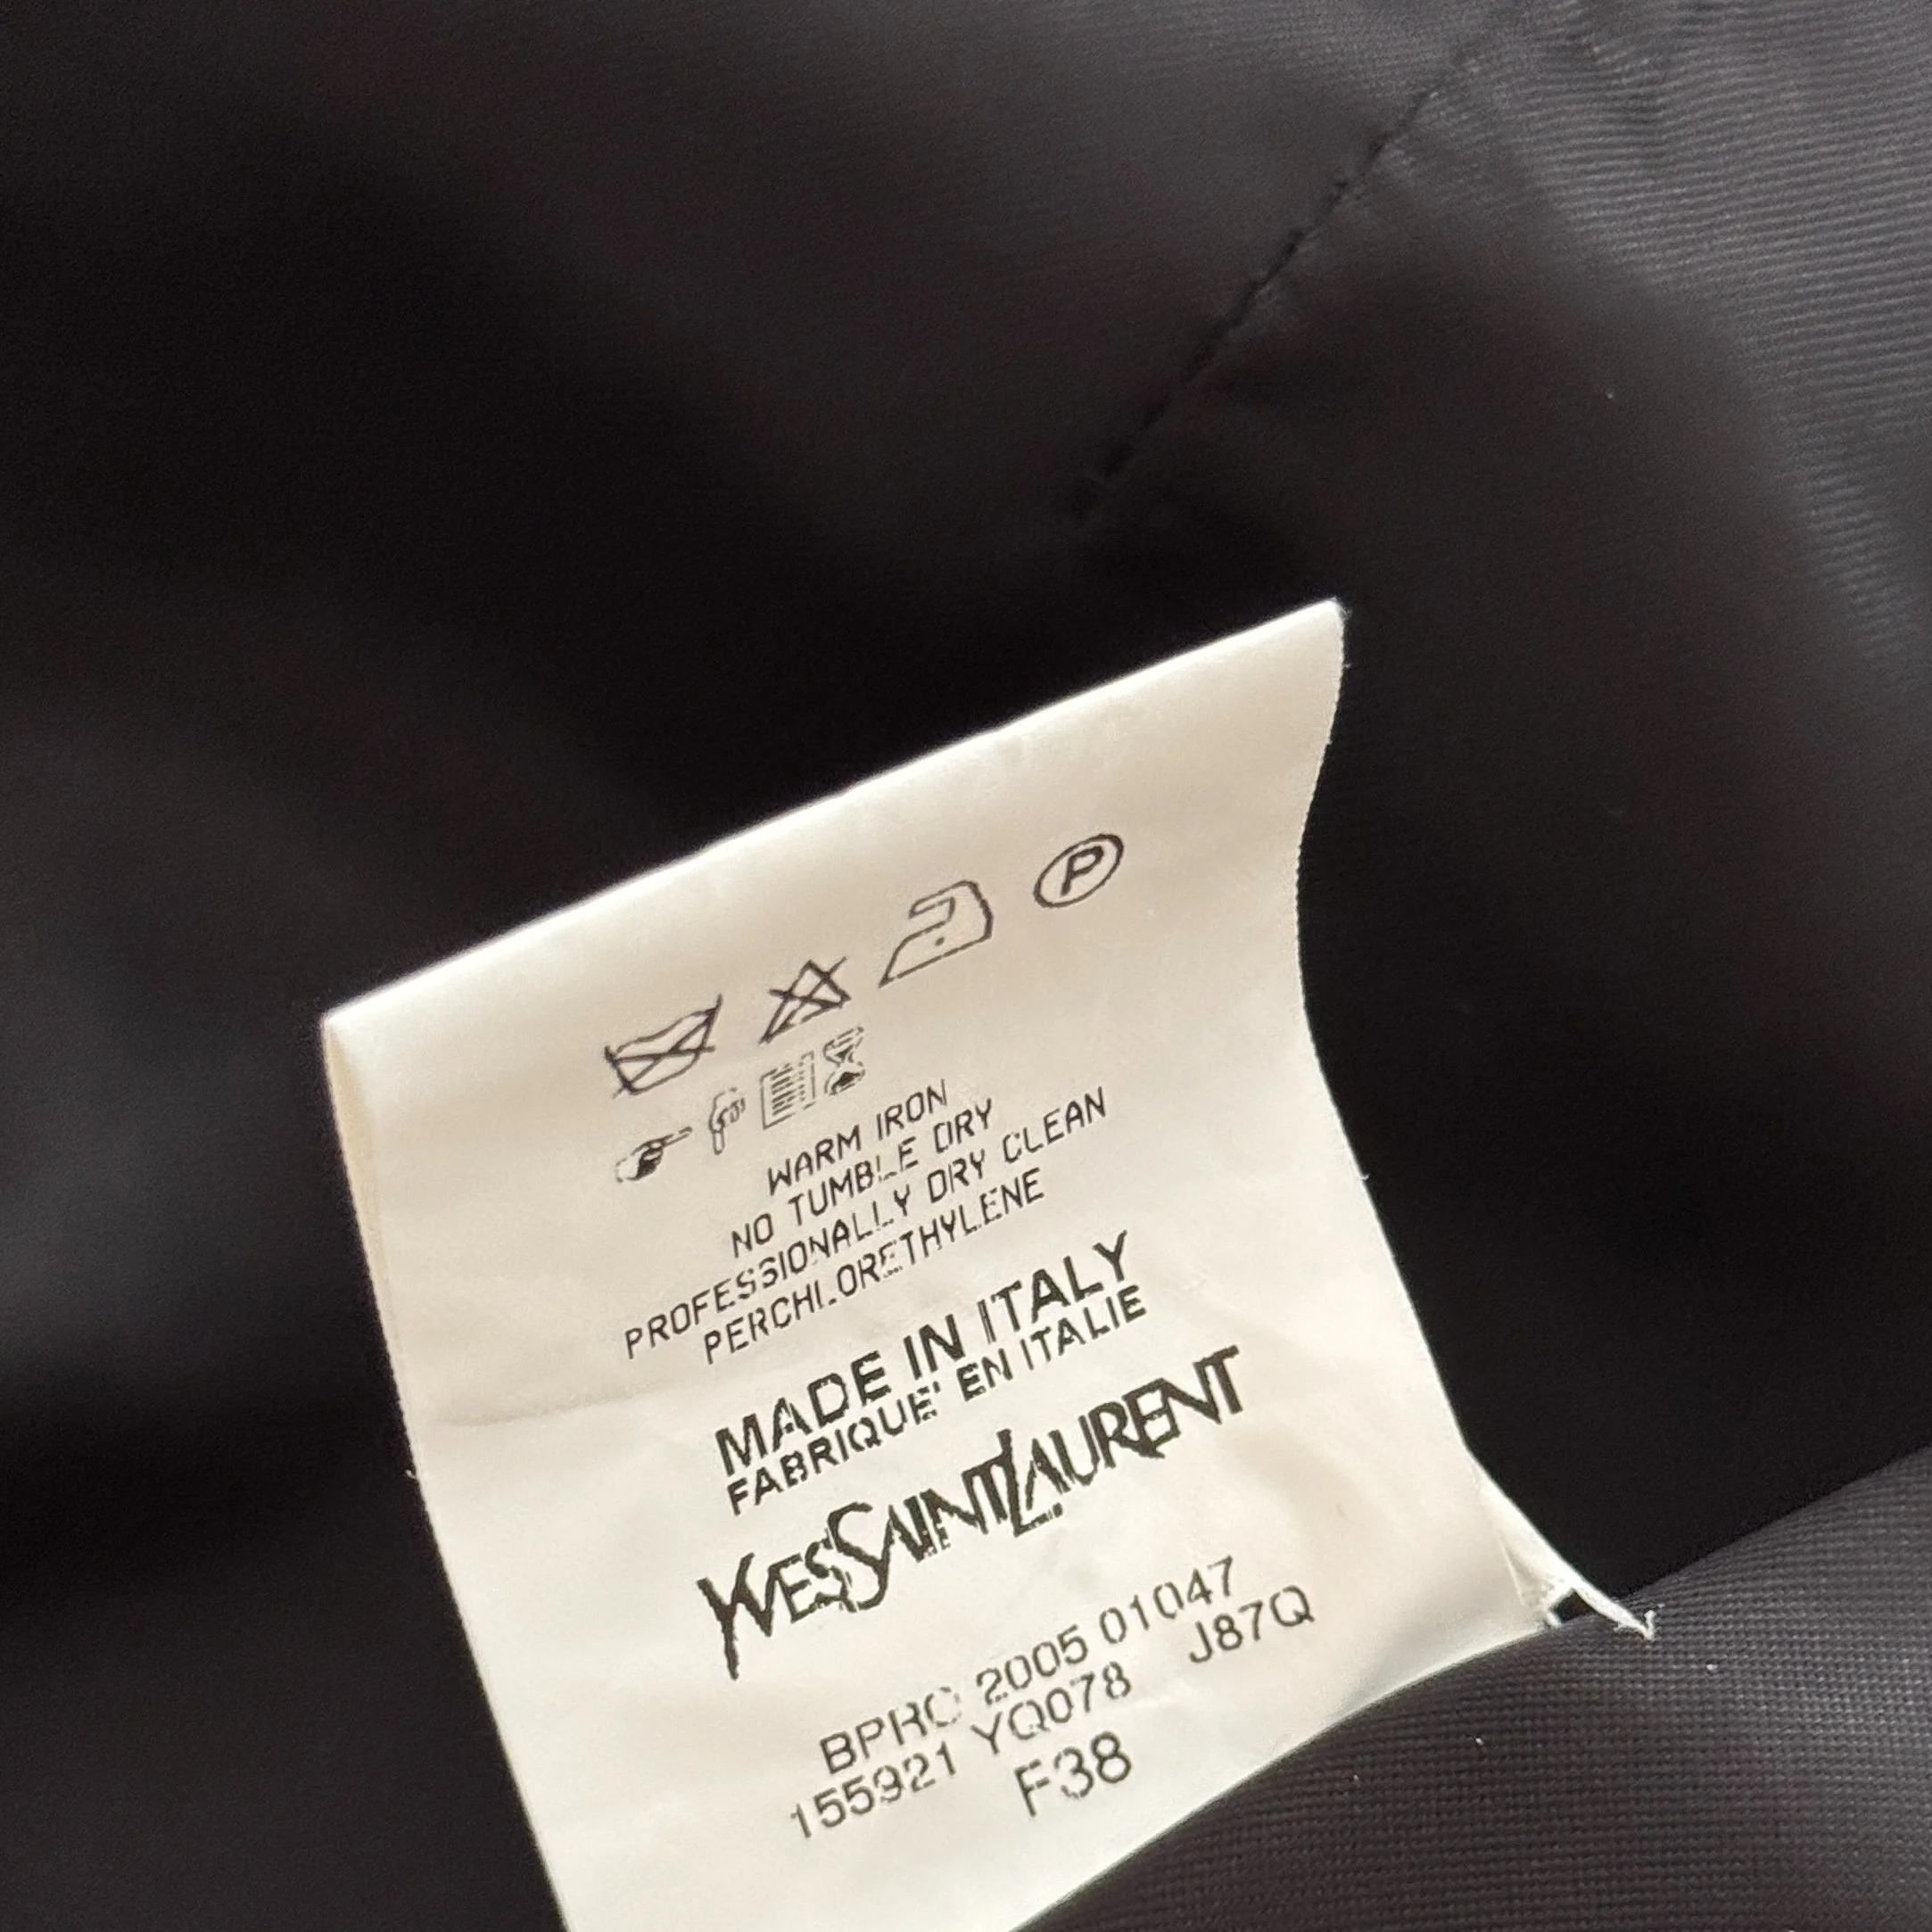 P
WARM IRON
NO TUMBLE DRY
PROFESSIONALLY DRY CLEAN
PERCHLORETHYLENE
MADE IN ITALY
FABRIQUE' EN ITALIE
YVESSAINTLAURENT
BPRO 2005 01047
155921 YQ078 J87Q
F38